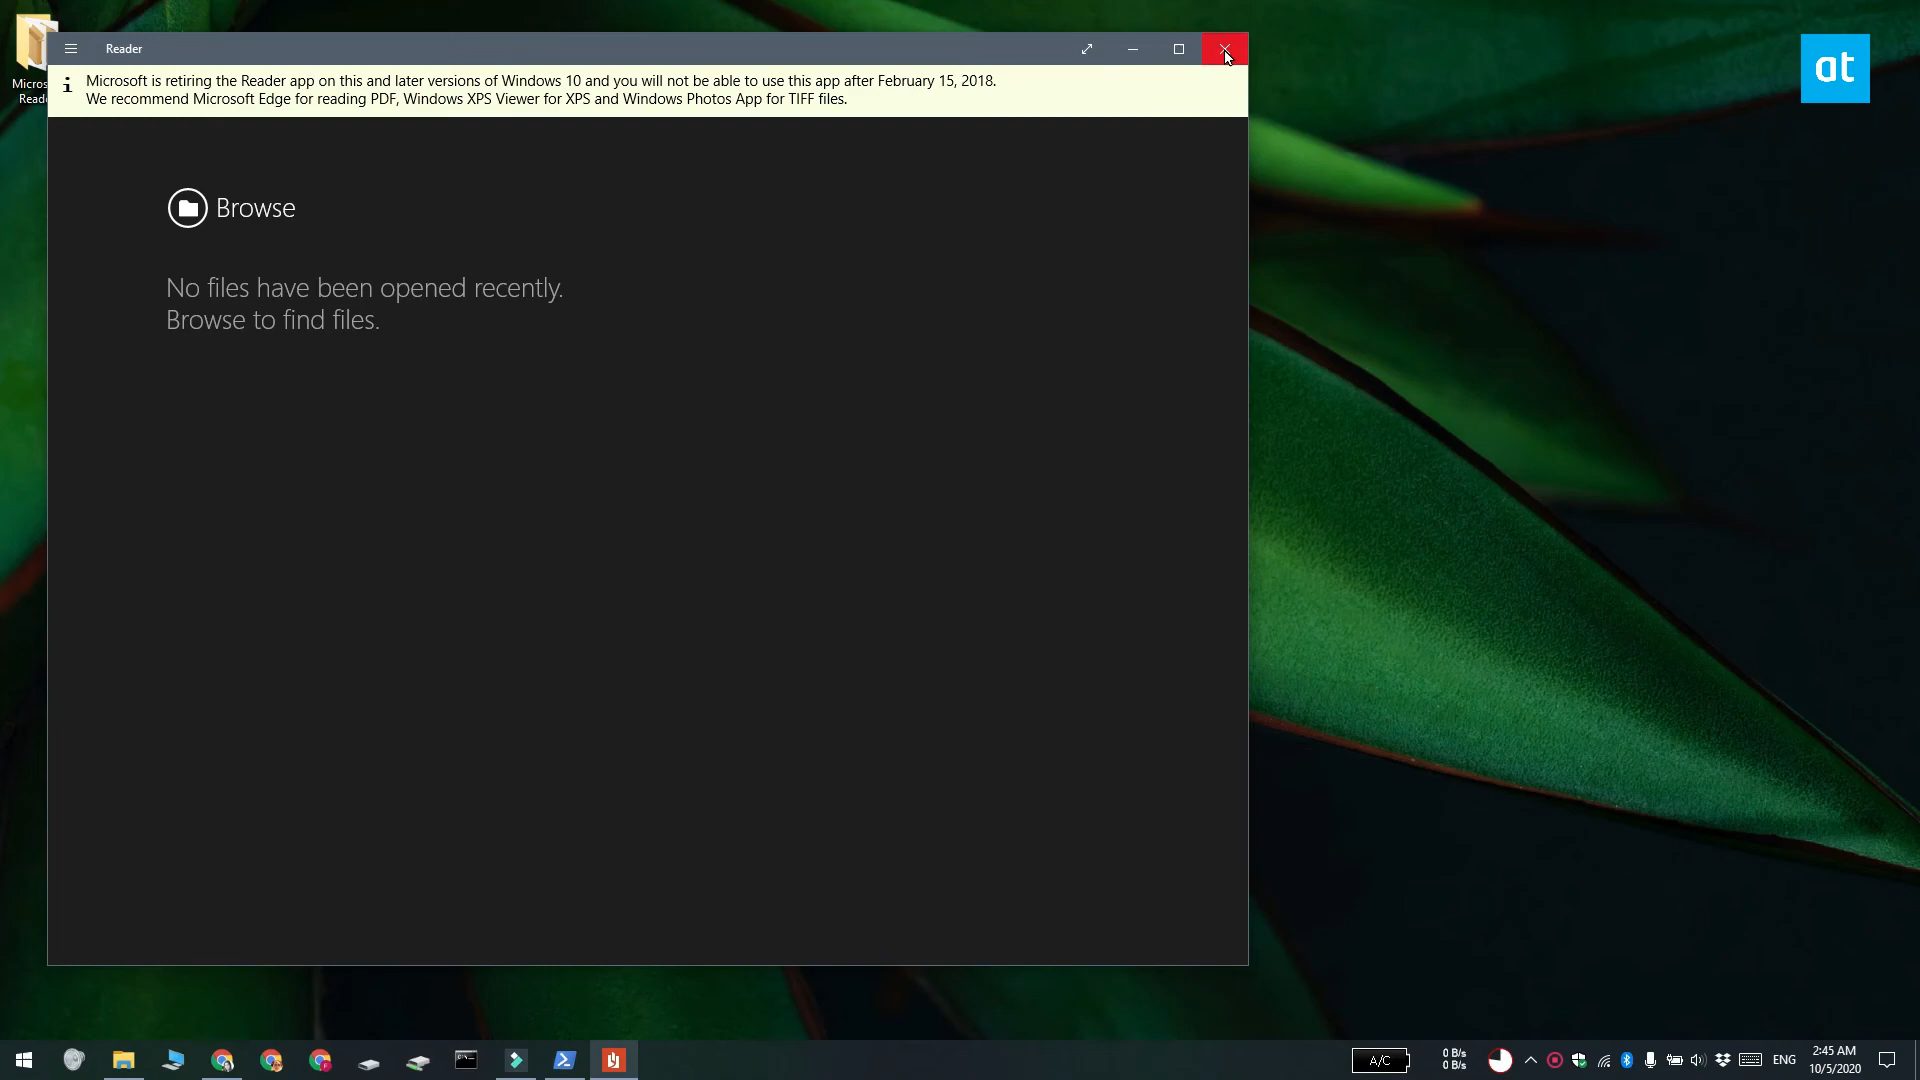 Reader
Microsoft is retiring the Reader app on this and later versions of Windows 10 and you will not be able to use this app after February 15, 2018.
We recommend Microsoft Edge for reading PDF, Windows XPS Viewer for XPS and Windows Photos App for TIFF files.
Micros
Reade
at
Browse
No files have been opened recently.
Browse to find files.
A/C
0 B/s
0 B/s
ENG
2:45 AM
10/5/2020